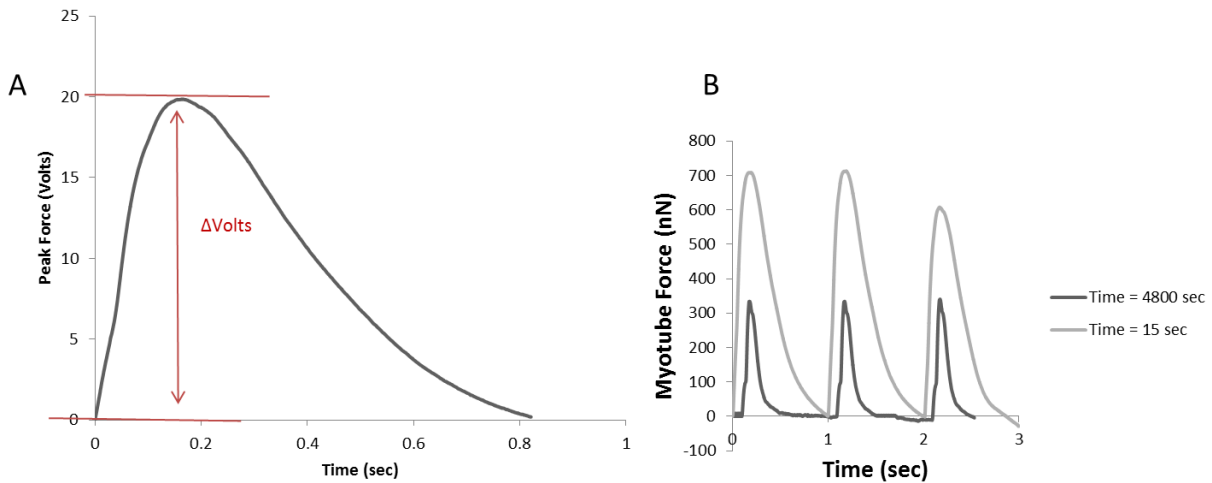 A
Peak Force (Volts)
25
20
15
10
5
0
ΔVolts
0
0.2
0.4
0.6
0.8
1
Time (sec)
B
Myotube Force (nN)
800
700
600
500
400
300
200
100
0
-100
0
1
2
3
Time (sec)
Time = 4800 sec
Time = 15 sec